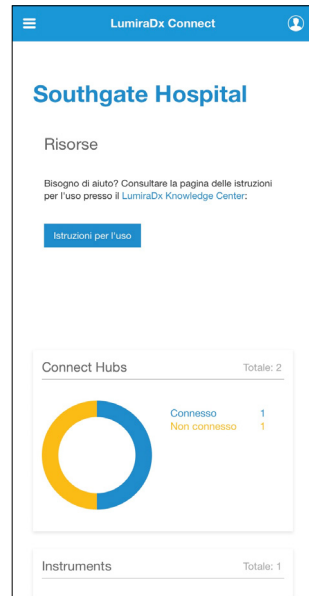 LumiraDx Connect
Southgate Hospital
Risorse
Bisogno di aiuto? Consultare la pagina delle istruzioni
per l'uso presso il LumiraDx Knowledge Center:
Istruzioni per l'uso
Connect Hubs Totale: 2
Connesso 1
Non connesso 1
Instruments Totale: 1